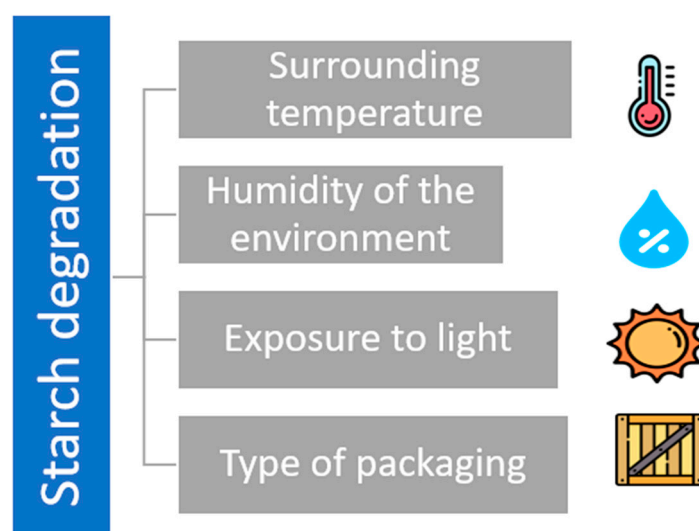 Starch degradation
Surrounding
temperature
Humidity of the
environment
Exposure to light
Type of packaging
%